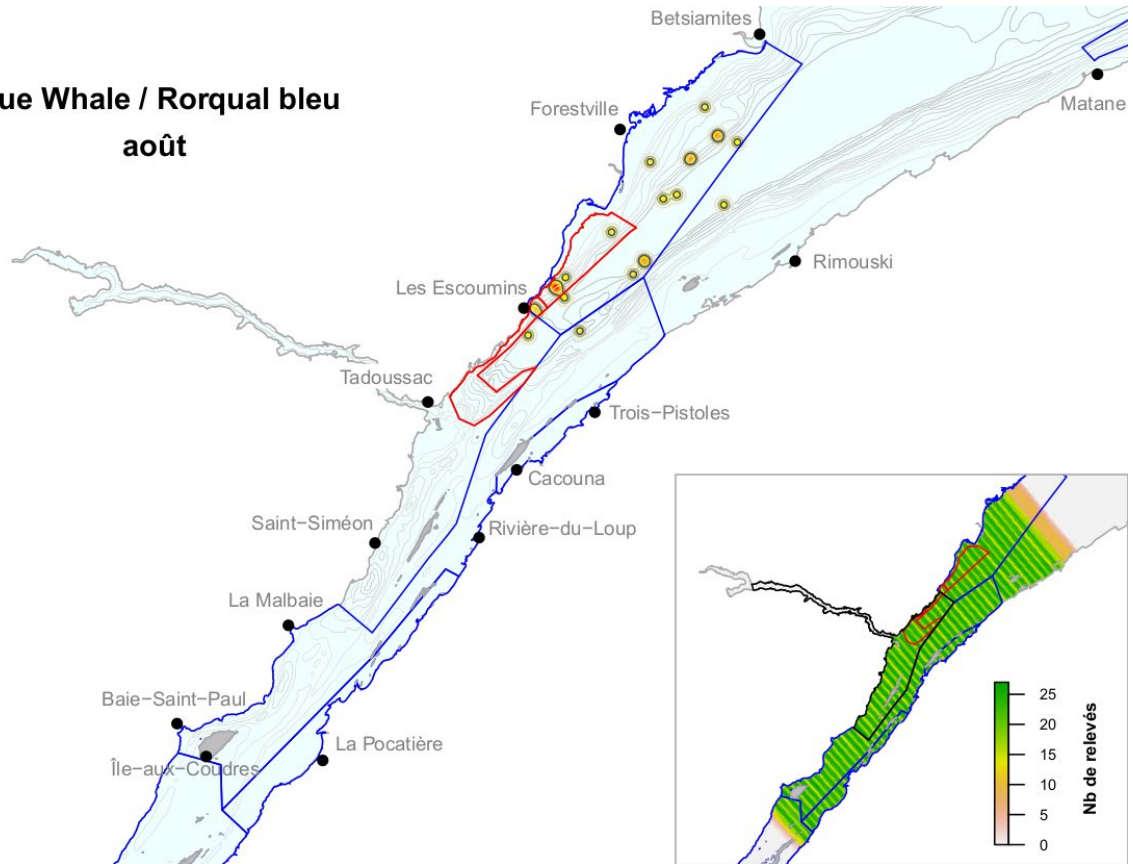 ue Whale / Rorqual bleu
août
Betsiamites
Forestville
Matane
Rimouski
Les Escoumins
Tadoussac
Trois−Pistoles
Cacouna
Saint−Siméon
Rivière−du−Loup
La Malbaie
Baie−Saint−Paul
La Pocatière
Île−aux−Coudres
25
20
15
10
5
0
Nb de relevés